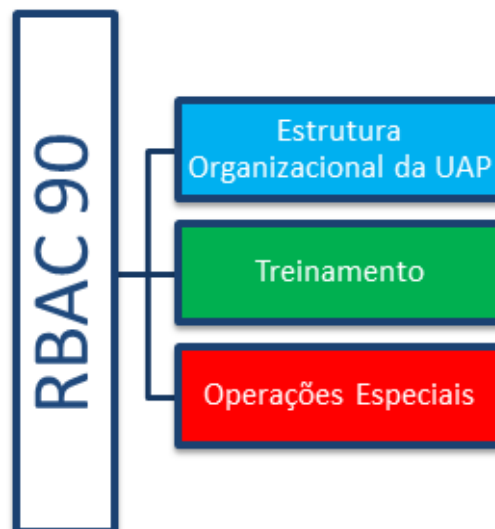 RBAC 90
Estrutura
Organizacional da UAP
Treinamento
Operações Especiais